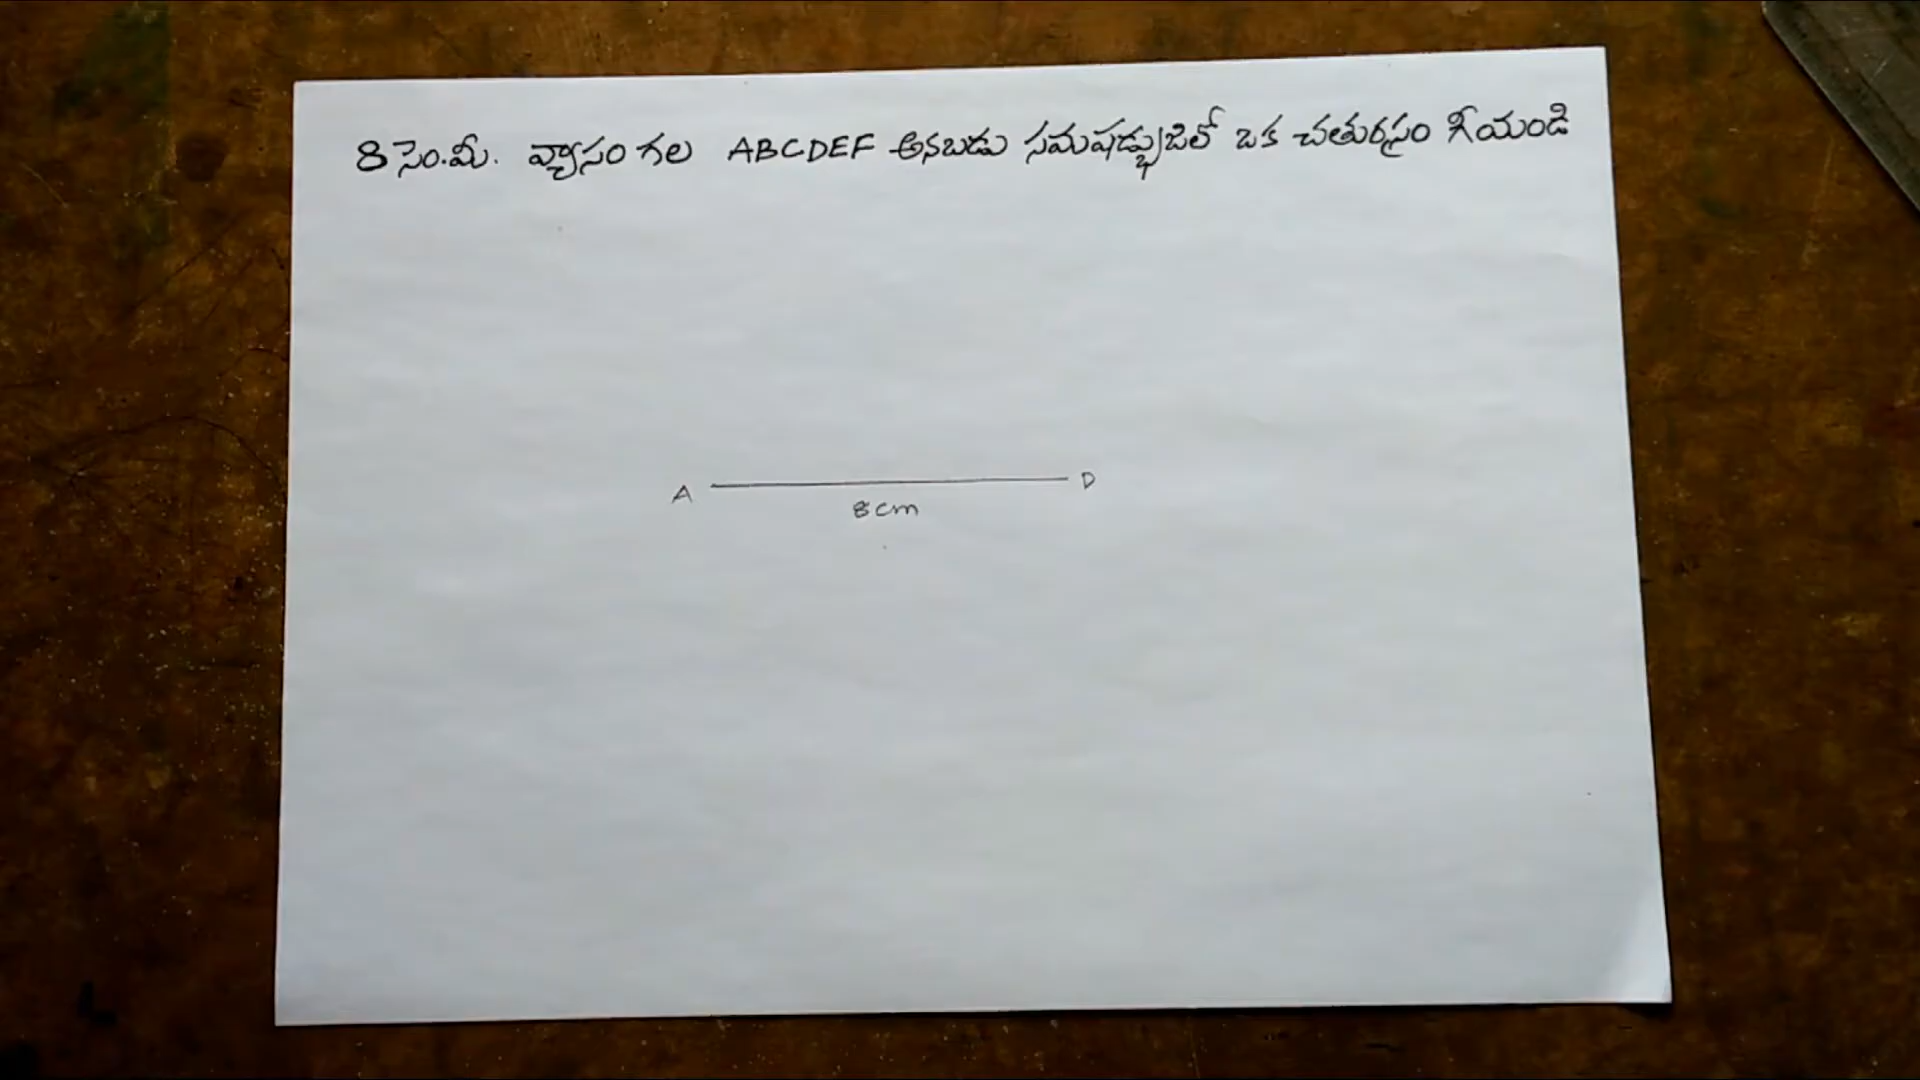 8 సెం.మీ. వ్యాసం గల ABCDEF అనబడు సమషడ్భుజిలో ఒక చతురస్రం గీయండి
A D
8cm